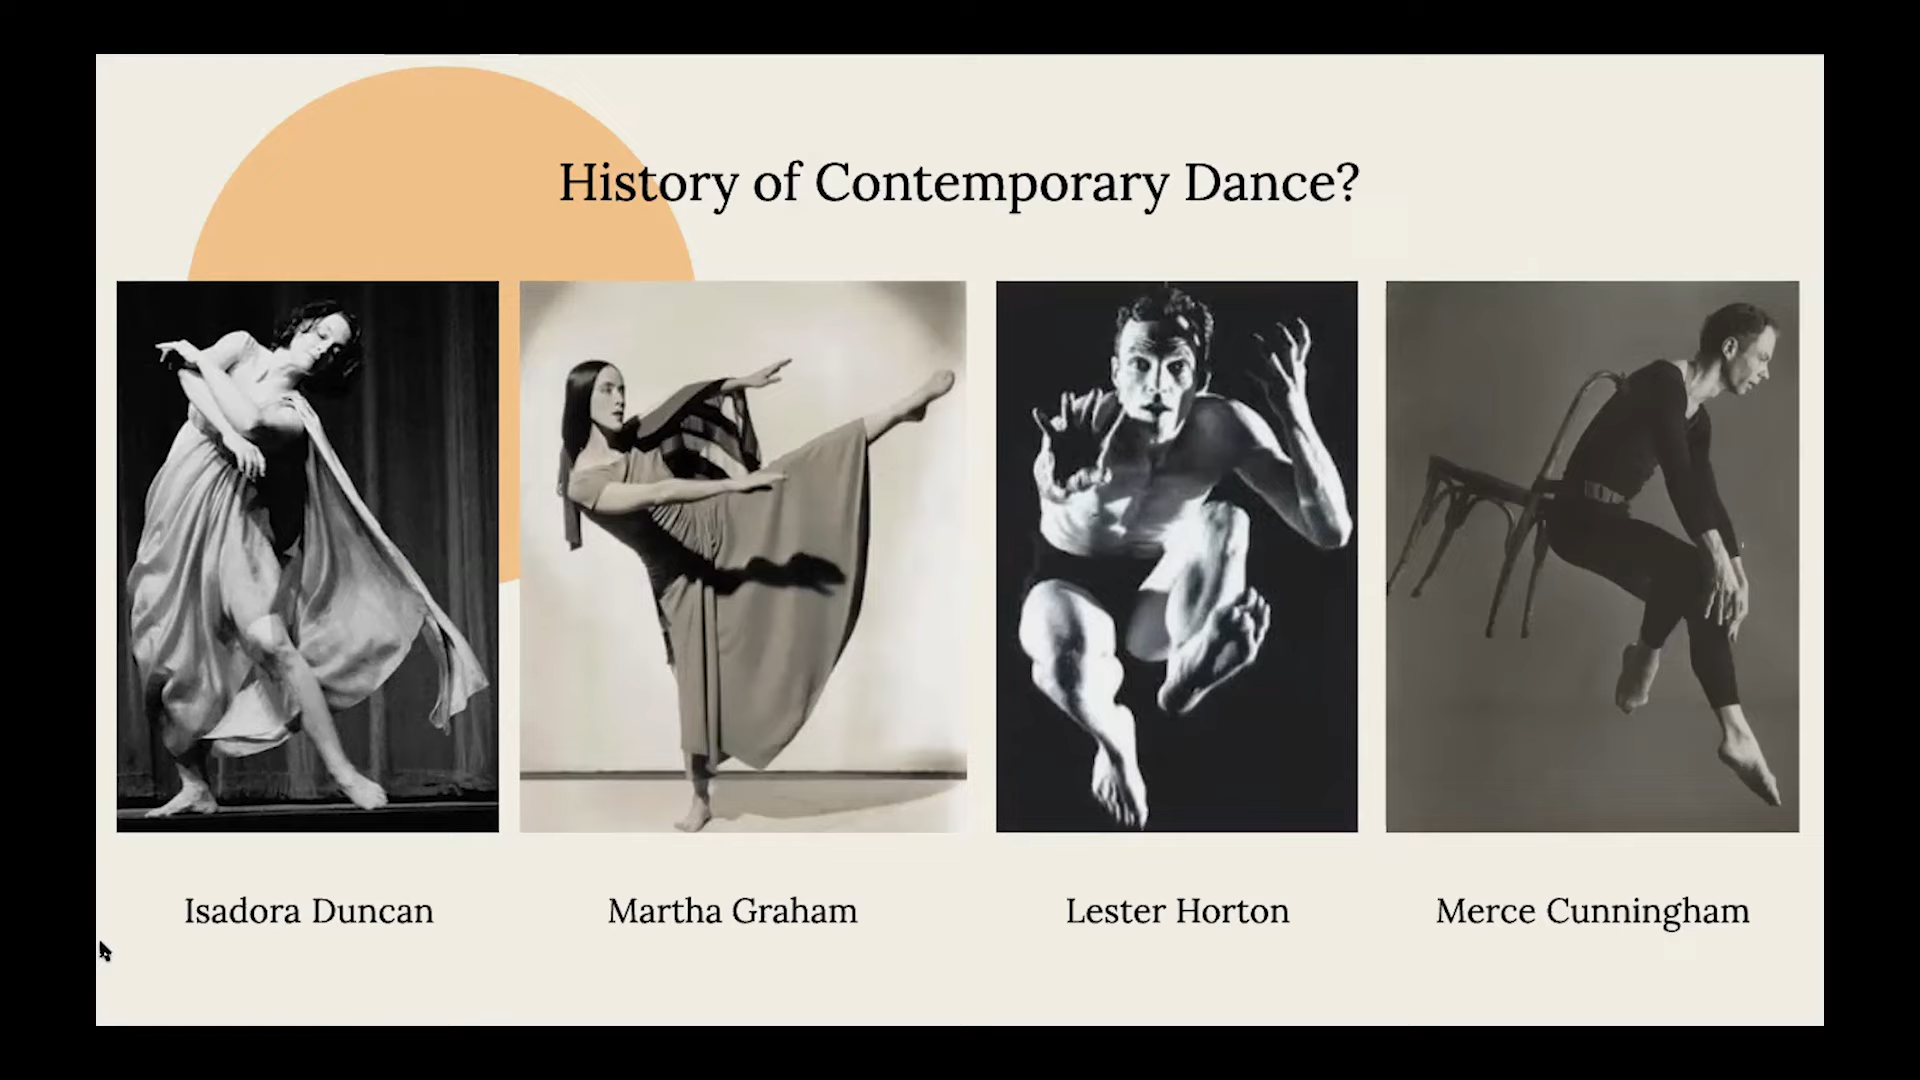 History of Contemporary Dance?
Isadora Duncan
Martha Graham
Lester Horton
Merce Cunningham